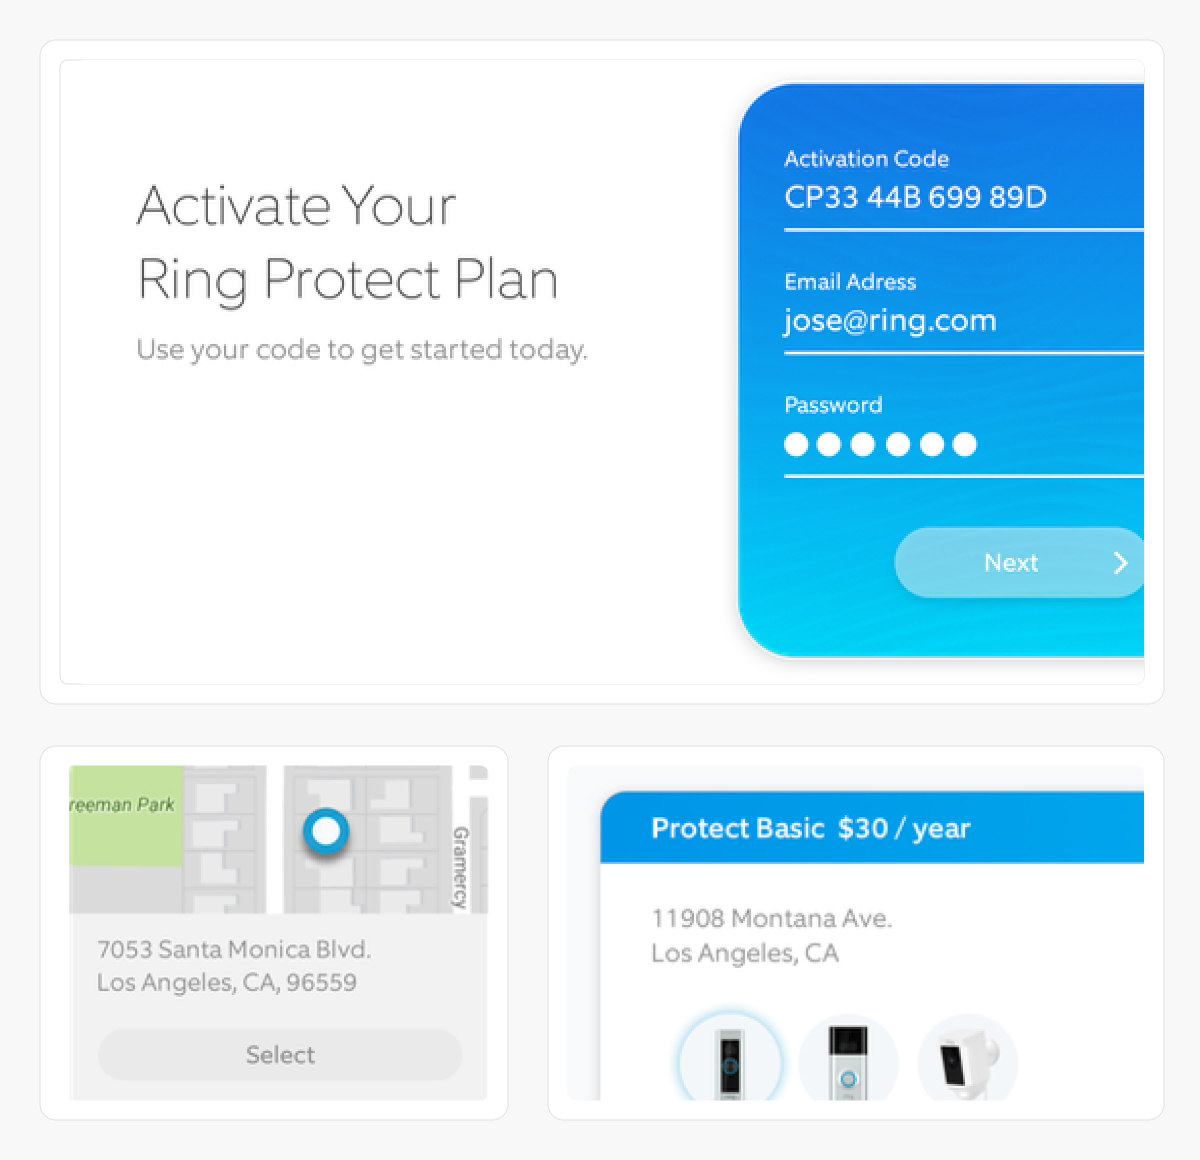 Activate Your
Ring Protect Plan
Use your code to get started today.
Activation Code
CP33 44B 699 89D
Email Adress
jose@ring.com
Password
Next
reeman Park
Gramercy
7053 Santa Monica Blvd.
Los Angeles, CA, 96559
Select
Protect Basic $30 / year
11908 Montana Ave.
Los Angeles, CA